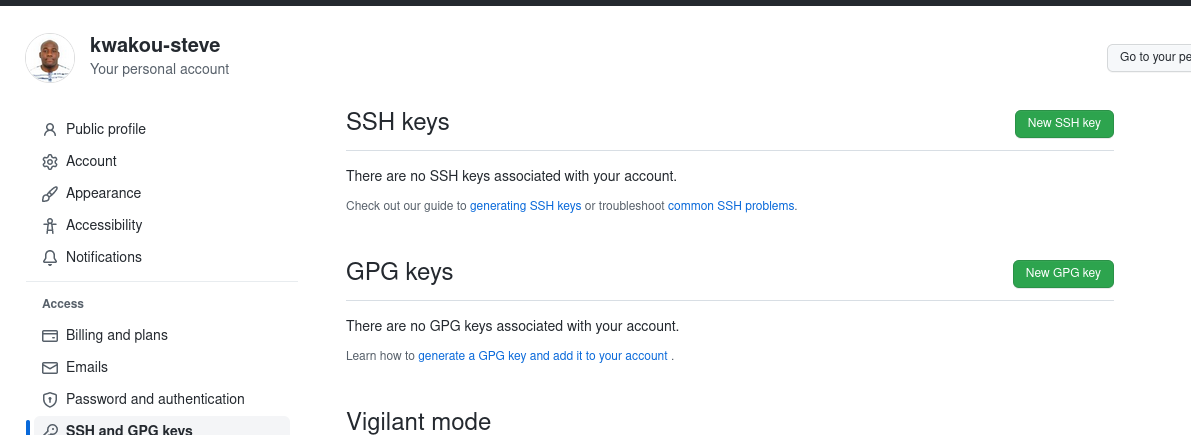 kwakou-steve
Your personal account
Go to your pe
Public profile
Account
Appearance
Accessibility
Notifications
Access
Billing and plans
Emails
Password and authentication
SSH and GPG keys
SSH keys
New SSH key
There are no SSH keys associated with your account.
Check out our guide to generating SSH keys or troubleshoot common SSH problems.
GPG keys
New GPG key
There are no GPG keys associated with your account.
Learn how to generate a GPG key and add it to your account .
Vigilant mode